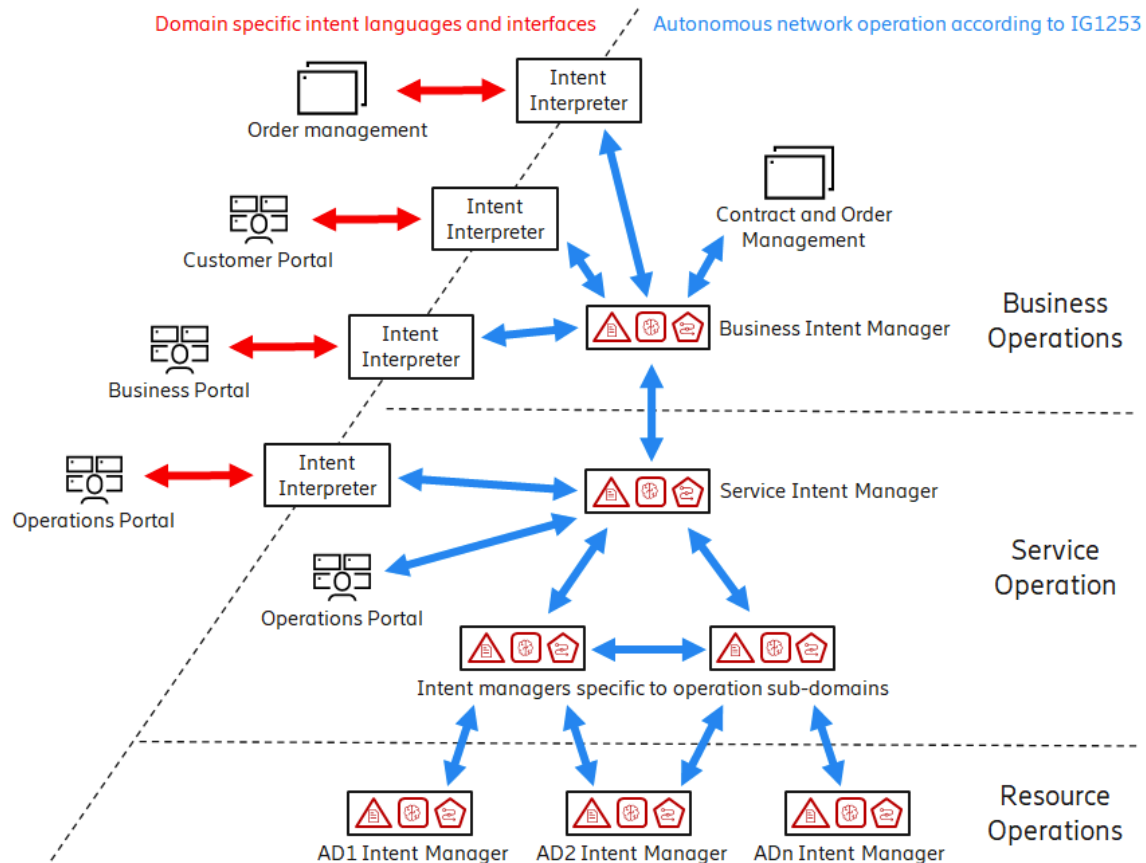 Domain specific intent languages and interfaces
Autonomous network operation according to IG1253
Intent
Interpreter
Order management
Intent
Interpreter
Customer Portal
Contract and Order
Management
Business
Operations
Intent
Interpreter
Business Portal
Business Intent Manager
Intent
Interpreter
Operations Portal
Service Intent Manager
Service
Operation
Operations Portal
Intent managers specific to operation sub-domains
Resource
Operations
AD1 Intent Manager
AD2 Intent Manager
ADn Intent Manager